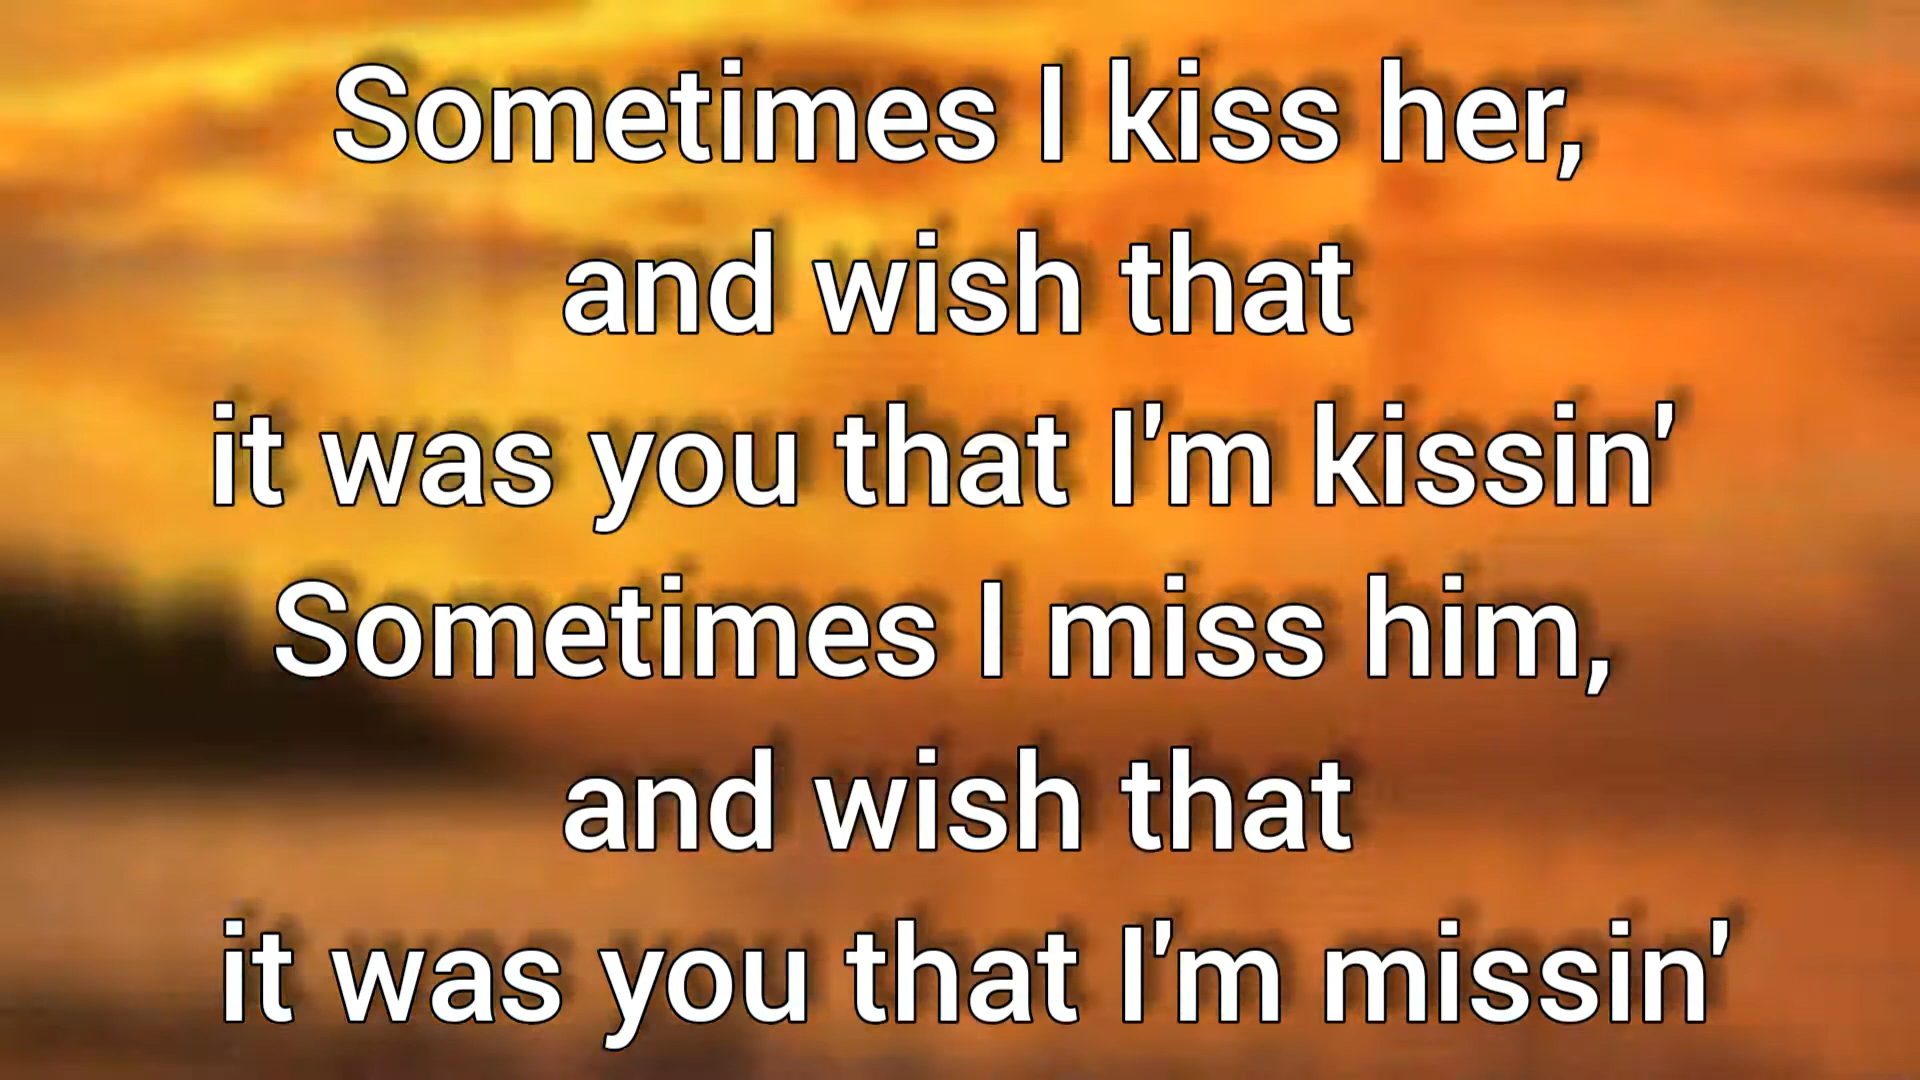 Sometimes I kiss her,
and wish that
it was you that I'm kissin'
Sometimes I miss him,
and wish that
it was you that I'm missin'